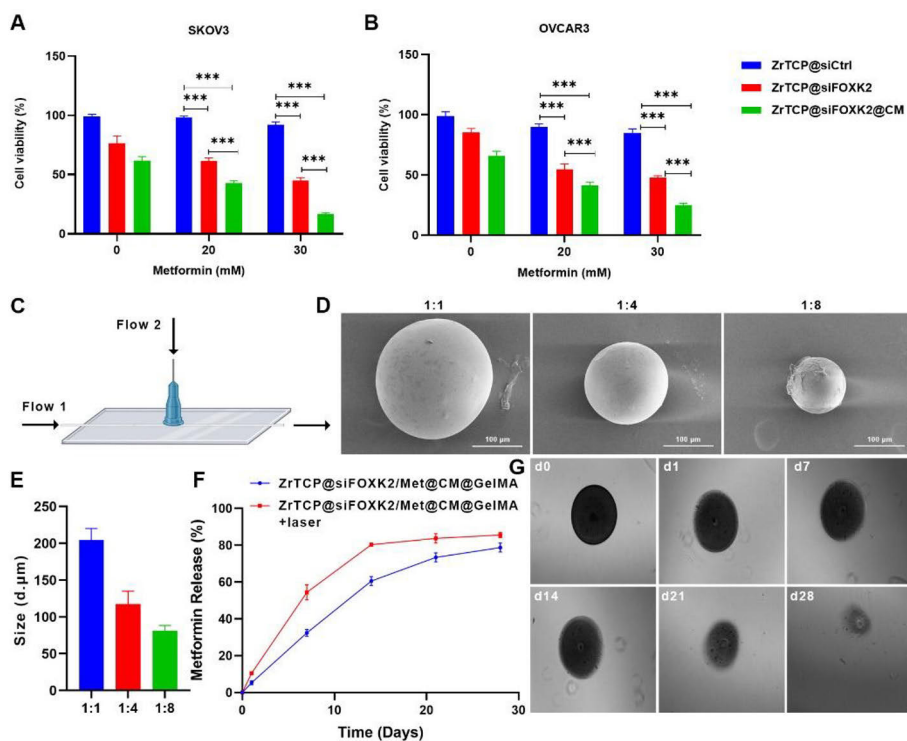 A
SKOV3
150
100
50
0
Cell viability (%)
***
***
***
***
***
***
0
20
30
Metformin (mM)
B
OVCAR3
150
100
50
0
Cell viability (%)
***
***
***
***
***
***
0
20
30
Metformin (mM)
ZrTCP@siCtrl
ZrTCP@siFOXK2
ZrTCP@siFOXK2@CM
C
Flow 2
Flow 1
D
1:1
1:4
1:8
100 µm
100 µm
100 µm
E
250
200
150
100
50
0
Size (d.µm)
1:1
1:4
1:8
F
ZrTCP@siFOXK2/Met@CM@GelMA
ZrTCP@siFOXK2/Met@CM@GelMA
+laser
100
80
60
40
20
0
Metformin Release (%)
0
10
20
30
Time (Days)
G
d0
d1
d7
d14
d21
d28